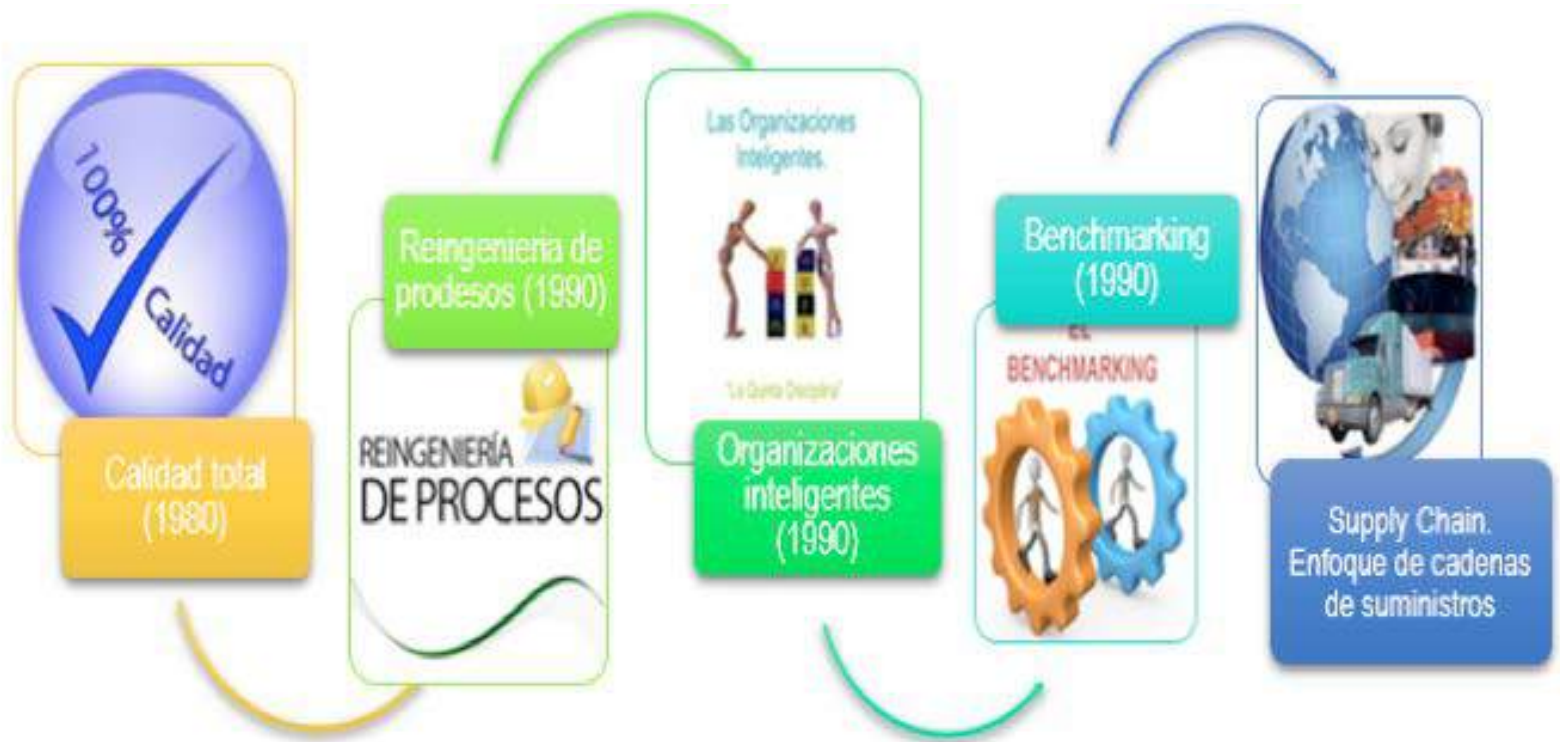 100%
Calidad
Calidad total
(1980)
Reingenieria de
prodesos (1990)
REINGENIERÍA
DE PROCESOS
Las Organizaciones
Inteligentes.
"La Quinta Disciplina"
Organizaciones
inteligentes
(1990)
Benchmarking
(1990)
EL
BENCHMARKING
Supply Chain.
Enfoque de cadenas
de suministros